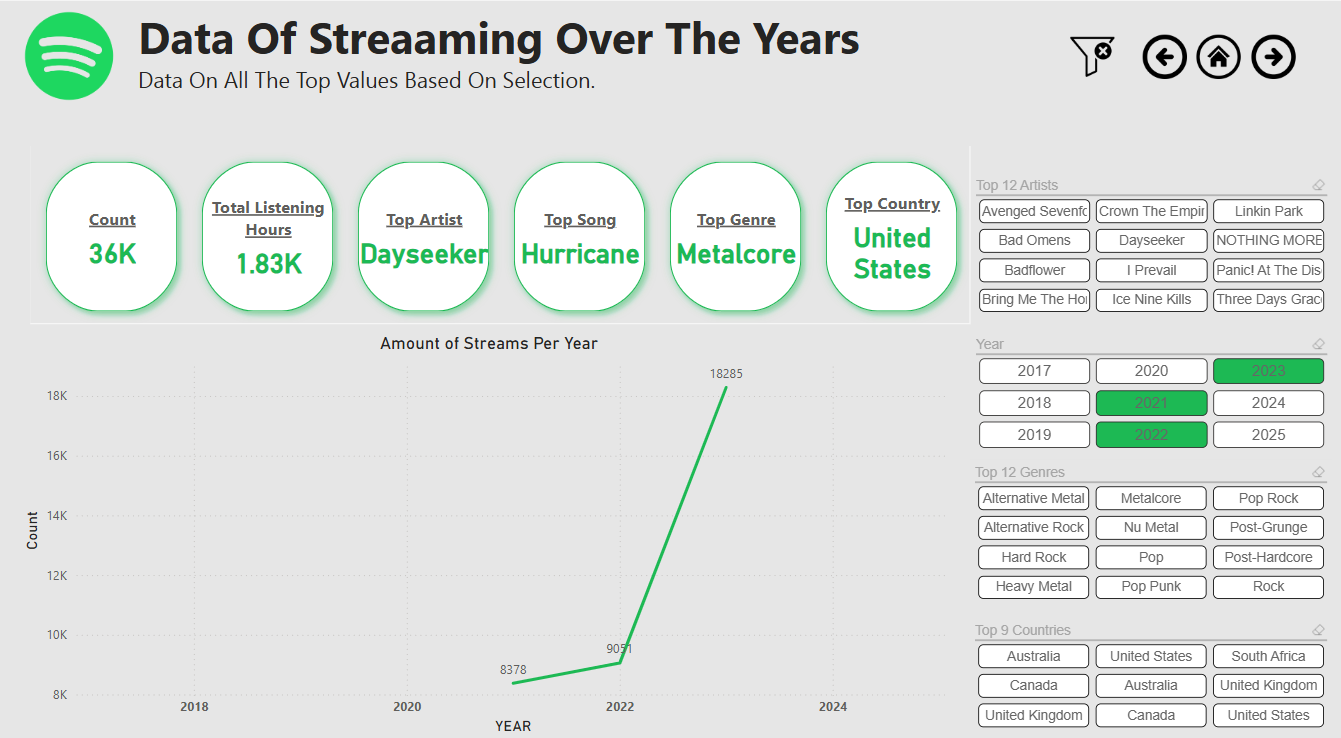 Data Of Streaaming Over The Years
Data On All The Top Values Based On Selection.
Count
36K
Total Listening
Hours
1.83K
Top Artist
Dayseeker
Top Song
Hurricane
Top Genre
Metalcore
Top Country
United
States
Amount of Streams Per Year
18285
9051
8378
18K
16K
14K
12K
10K
8K
Count
2018
2020
2022
2024
YEAR
Top 12 Artists
Avenged Sevenfo
Crown The Empir
Linkin Park
Bad Omens
Dayseeker
NOTHING MORE
Badflower
I Prevail
Panic! At The Dis
Bring Me The Hor
Ice Nine Kills
Three Days Grac
Year
2017
2020
2023
2018
2021
2024
2019
2022
2025
Top 12 Genres
Alternative Metal
Metalcore
Pop Rock
Alternative Rock
Nu Metal
Post-Grunge
Hard Rock
Pop
Post-Hardcore
Heavy Metal
Pop Punk
Rock
Top 9 Countries
Australia
United States
South Africa
Canada
Australia
United Kingdom
United Kingdom
Canada
United States